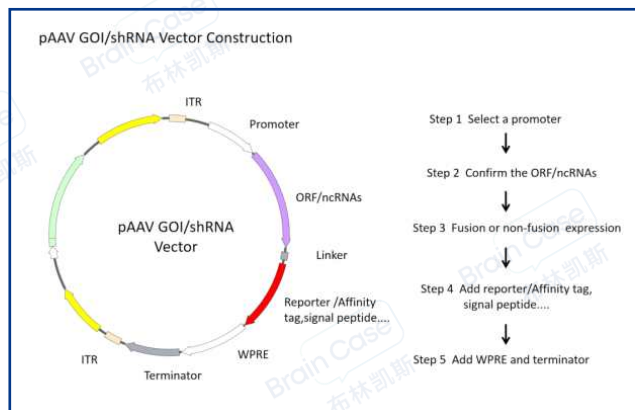 pAAV GOI/shRNA Vector Construction
ITR
Promoter
ORF/ncRNAs
pAAV GOI/shRNA
Vector
Linker
Reporter /Affinity
tag,signal peptide....
WPRE
Terminator
ITR
Step 1 Select a promoter
Step 2 Confirm the ORF/ncRNAs
Step 3 Fusion or non-fusion expression
Step 4 Add reporter/Affinity tag,
signal peptide....
Step 5 Add WPRE and terminator
Brain Case
布林凯斯
Brain Case
布林凯斯
Brain Case
布林凯斯